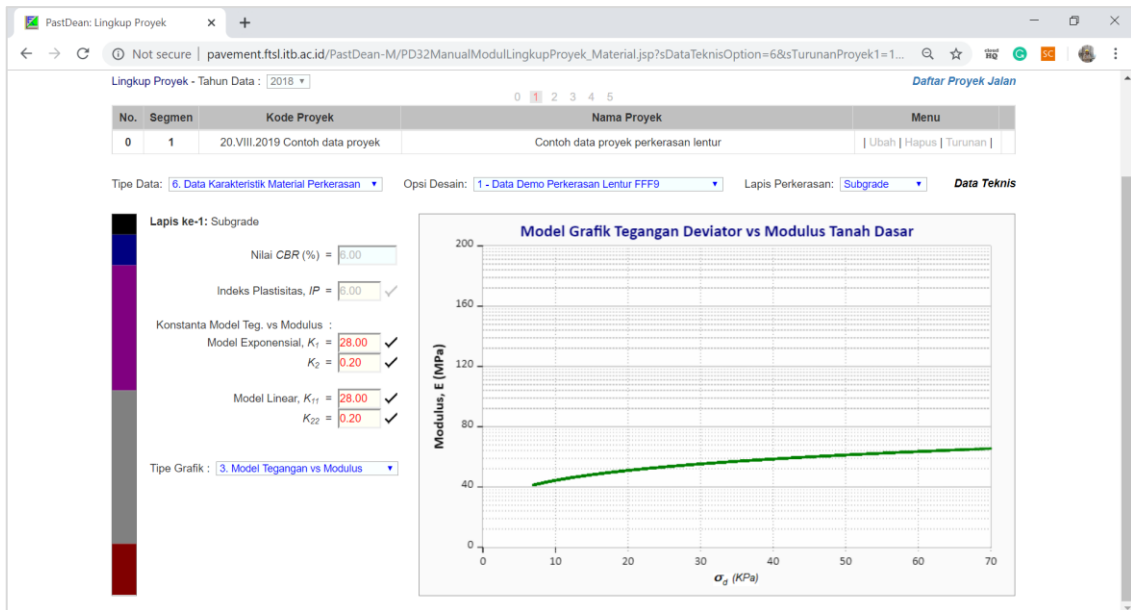 PastDean: Lingkup Proyek
Not secure | pavement.ftsl.itb.ac.id/PastDean-M/PD32ManualModulLingkupProyek_Material.jsp?sDataTeknisOption=6&sTurunanProyek1=1...
cloud HQ
SC
Lingkup Proyek - Tahun Data : 2018
Daftar Proyek Jalan
0 1 2 3 4 5
No. Segmen Kode Proyek Nama Proyek Menu
0 1 20.VIII.2019 Contoh data proyek Contoh data proyek perkerasan lentur | Ubah | Hapus | Turunan |
Tipe Data: 6. Data Karakteristik Material Perkerasan Opsi Desain: 1 - Data Demo Perkerasan Lentur FFF9 Lapis Perkerasan: Subgrade Data Teknis
Lapis ke-1: Subgrade
Nilai CBR (%) = 6.00
Indeks Plastisitas, IP = 6.00
Konstanta Model Teg. vs Modulus :
Model Exponensial, K1 = 28.00
K2 = 0.20
Model Linear, K11 = 28.00
K22 = 0.20
Tipe Grafik : 3. Model Tegangan vs Modulus
Model Grafik Tegangan Deviator vs Modulus Tanah Dasar
200
160
120
80
40
0
Modulus, E (MPa)
0 10 20 30 40 50 60 70
σd (KPa)